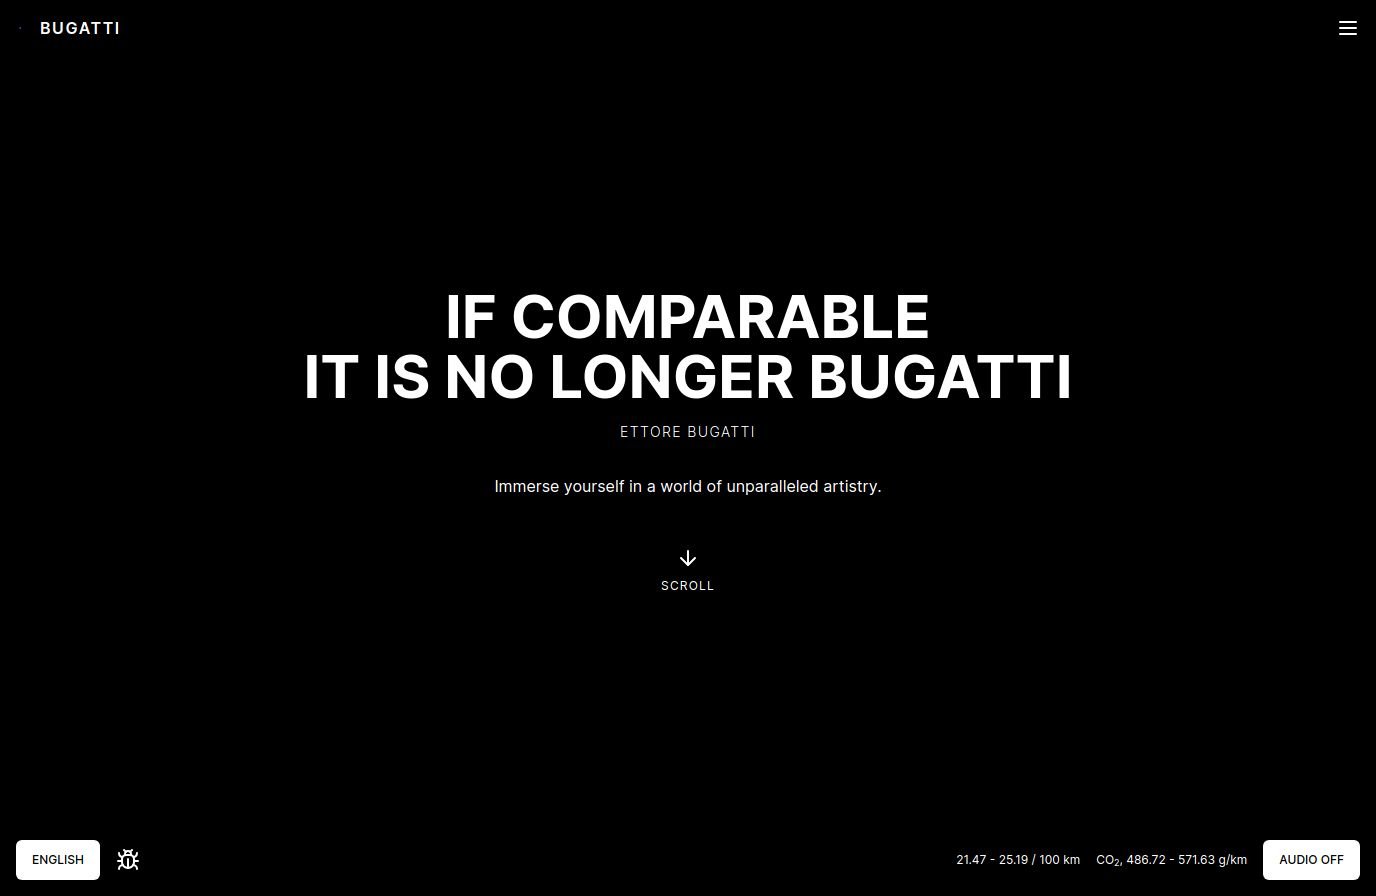 BUGATTI
IF COMPARABLE
IT IS NO LONGER BUGATTI
ETTORE BUGATTI
Immerse yourself in a world of unparalleled artistry.
SCROLL
ENGLISH
21.47 - 25.19 / 100 km
CO₂, 486.72 - 571.63 g/km
AUDIO OFF